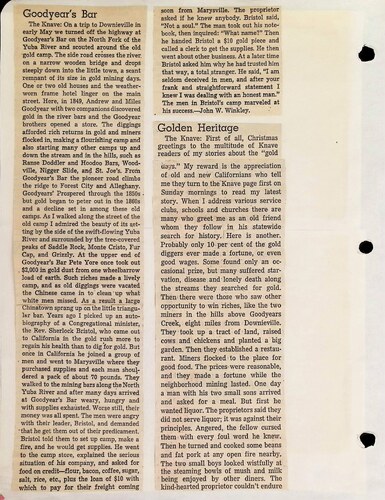 Goodyear's Bar
The Knave: On a trip to Downieville in
early May we turned off the highway at
Goodyear's Bar on the North Fork of the
Yuba River and scouted around the old
gold camp. The side road crosses the river
on a narrow wooden bridge and drops
steeply down into the little town, a scant
remnant of its size in gold mining days.
One or two old houses and the weather-
worn frame hotel linger on the main
street. Here, in 1849, Andrew and Miles
Goodyear with two companions discovered
gold in the river bars and the Goodyear
brothers opened a store. The diggings
afforded rich returns in gold and miners
flocked in, making a flourishing camp and
also starting many other camps up and
down the stream and in the hills, such as
Ranse Doddler and Hoodoo Bars, Wood-
ville, Nigger Slide, and St. Joe's. From
Goodyear's Bar the pioneer road climbs
the ridge to Forest City and Alleghany.
Goodyears' Prospered through the 1850s
but gold began to peter out in the 1860s
and a decline set in among these old
camps. As I walked along the street of the
old camp I admired the beauty of its set-
ting by the side of the swift-flowing Yuba
River and surrounded by the tree-covered
peaks of Saddle Rock, Monte Cristo, Fur
Cap, and Grizzly. At the upper end of
Goodyear's Bar Pete Yore once took out
$2,000 in gold dust from one wheelbarrow
load of earth. Such riches made a lively
camp, and as old diggings were vacated
the Chinese came in to clean up what
white men missed. As a result a large
Chinatown sprang up on the little triangu-
lar bar. Years ago I picked up an auto-
biography of a Congregational minister,
the Rev. Sherlock Bristol, who came out
to California in the gold rush more to
regain his health than to dig for gold. But
once in California he joined a group of
men and went to Marysville where they
purchased supplies and each man shoul-
dered a pack of about 70 pounds. They
walked to the mining bars along the North
Yuba River and after many days arrived
at Goodyear's Bar weary, hungry and
with supplies exhausted. Worse still, their
money was all spent. The men were angry
with their leader, Bristol, and demanded
that he get them out of their predicament.
Bristol told them to set up camp, make a
fire, and he would get supplies. He went
to the camp store, explained the serious
situation of his company, and asked for
food on credit—flour, bacon, coffee, sugar,
salt, rice, etc., plus the loan of $10 with
which to pay for their freight coming
soon from Marysville. The proprietor
asked if he knew anybody. Bristol said,
"Not a soul." The man took out his note-
book, then inquired: "What name?" Then
he handed Bristol a $10 gold piece and
called a clerk to get the supplies. He then
went about other business. At a later time
Bristol asked him why he had trusted him
that way, a total stranger. He said, "I am
seldom deceived in men, and after your
frank and straightforward statement I
knew I was dealing with an honest man."
The men in Bristol's camp marveled at
his success.—John W. Winkley.
Golden Heritage
The Knave: First of all, Christmas
greetings to the multitude of Knave
readers of my stories about the "gold
days." My reward is the appreciation
of old and new Californians who tell
me they turn to the Knave page first on
Sunday mornings to read my latest
story. When I address various service
clubs, schools and churches there are
many who greet me as an old friend
whom they follow in his statewide
search for history. Here is another.
Probably only 10 per cent of the gold
diggers ever made a fortune, or even
good wages. Some found only an oc-
casional prize, but many suffered star-
vation, disease and lonely death along
the streams they searched for gold.
Then there were those who saw other
opportunity to win riches, like the two
miners in the hills above Goodyears
Creek, eight miles from Downieville.
They took up a tract of land, raised
cows and chickens and planted a big
garden. Then they established a restau-
rant. Miners flocked to the place for
good food. The prices were reasonable,
and they made a fortune while the
neighborhood mining lasted. One day
a man with his two small sons arrived
and asked for a meal. But first he
wanted liquor. The proprietors said they
did not serve liquor; it was against their
principles. Angered, the fellow cursed
them with every foul word he knew.
Then he turned and cooked some beans
and fat pork at any open fire nearby.
The two small boys looked wistfully at
the steaming bowls of mush and milk
being enjoyed by other diners. The
kind-hearted proprietor couldn't endure